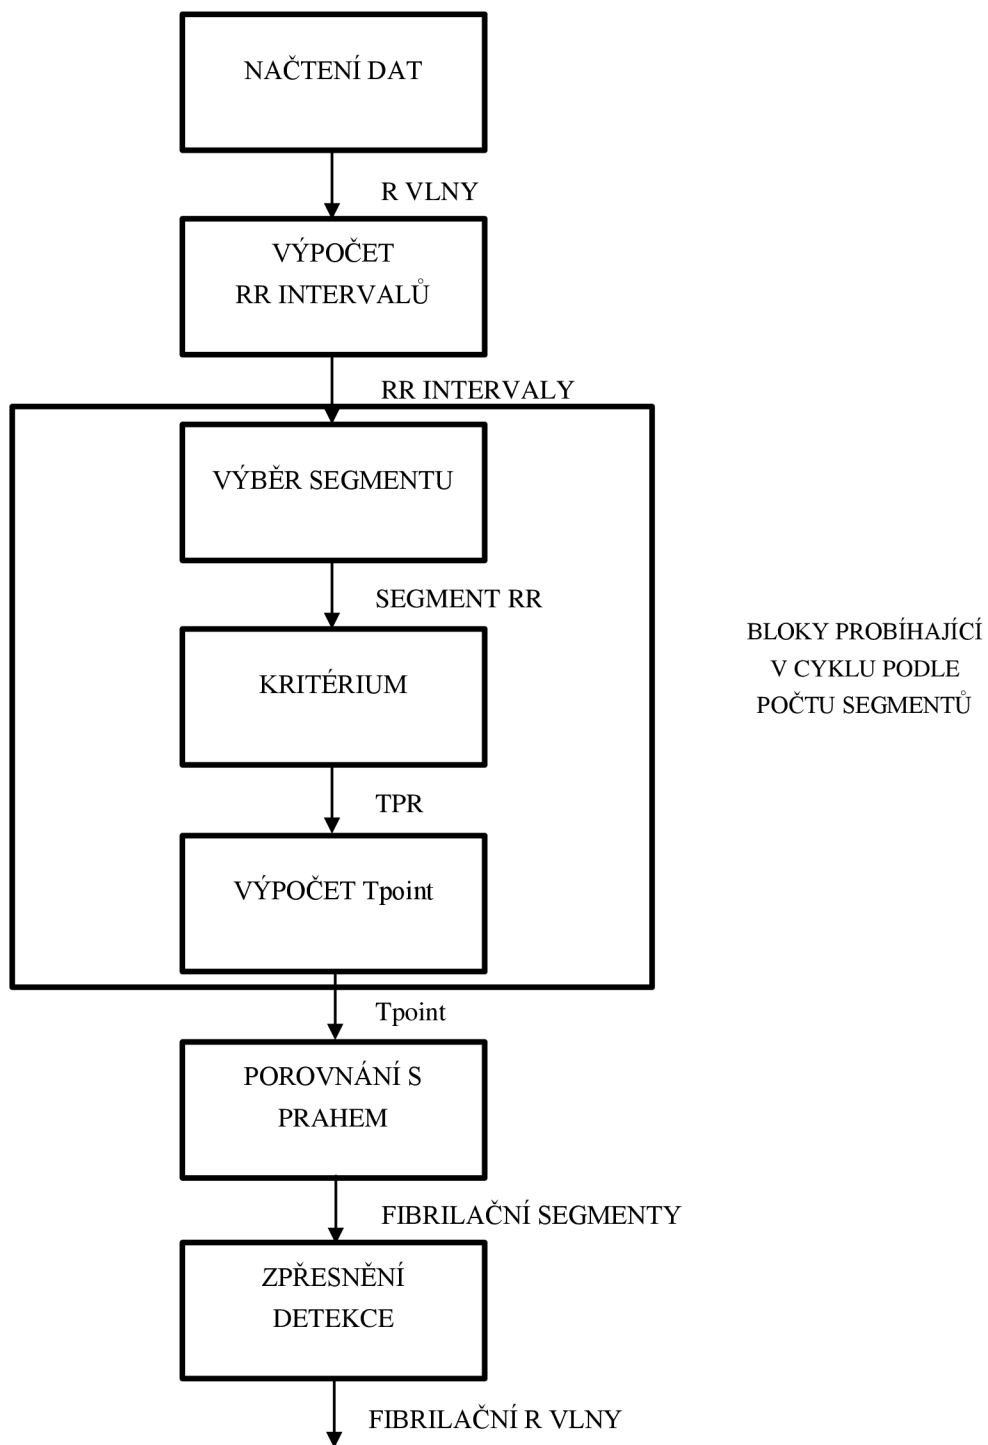 NAČTENÍ DAT
R VLNY
VÝPOČET
RR INTERVALŮ
RR INTERVALY
VÝBĚR SEGMENTU
SEGMENT RR
KRITÉRIUM
BLOKY PROBÍHAJÍCÍ
V CYKLU PODLE
POČTU SEGMENTŮ
TPR
VÝPOČET Tpoint
Tpoint
POROVNÁNÍ S
PRAHEM
FIBRILAČNÍ SEGMENTY
ZPŘESNĚNÍ
DETEKCE
FIBRILAČNÍ R VLNY